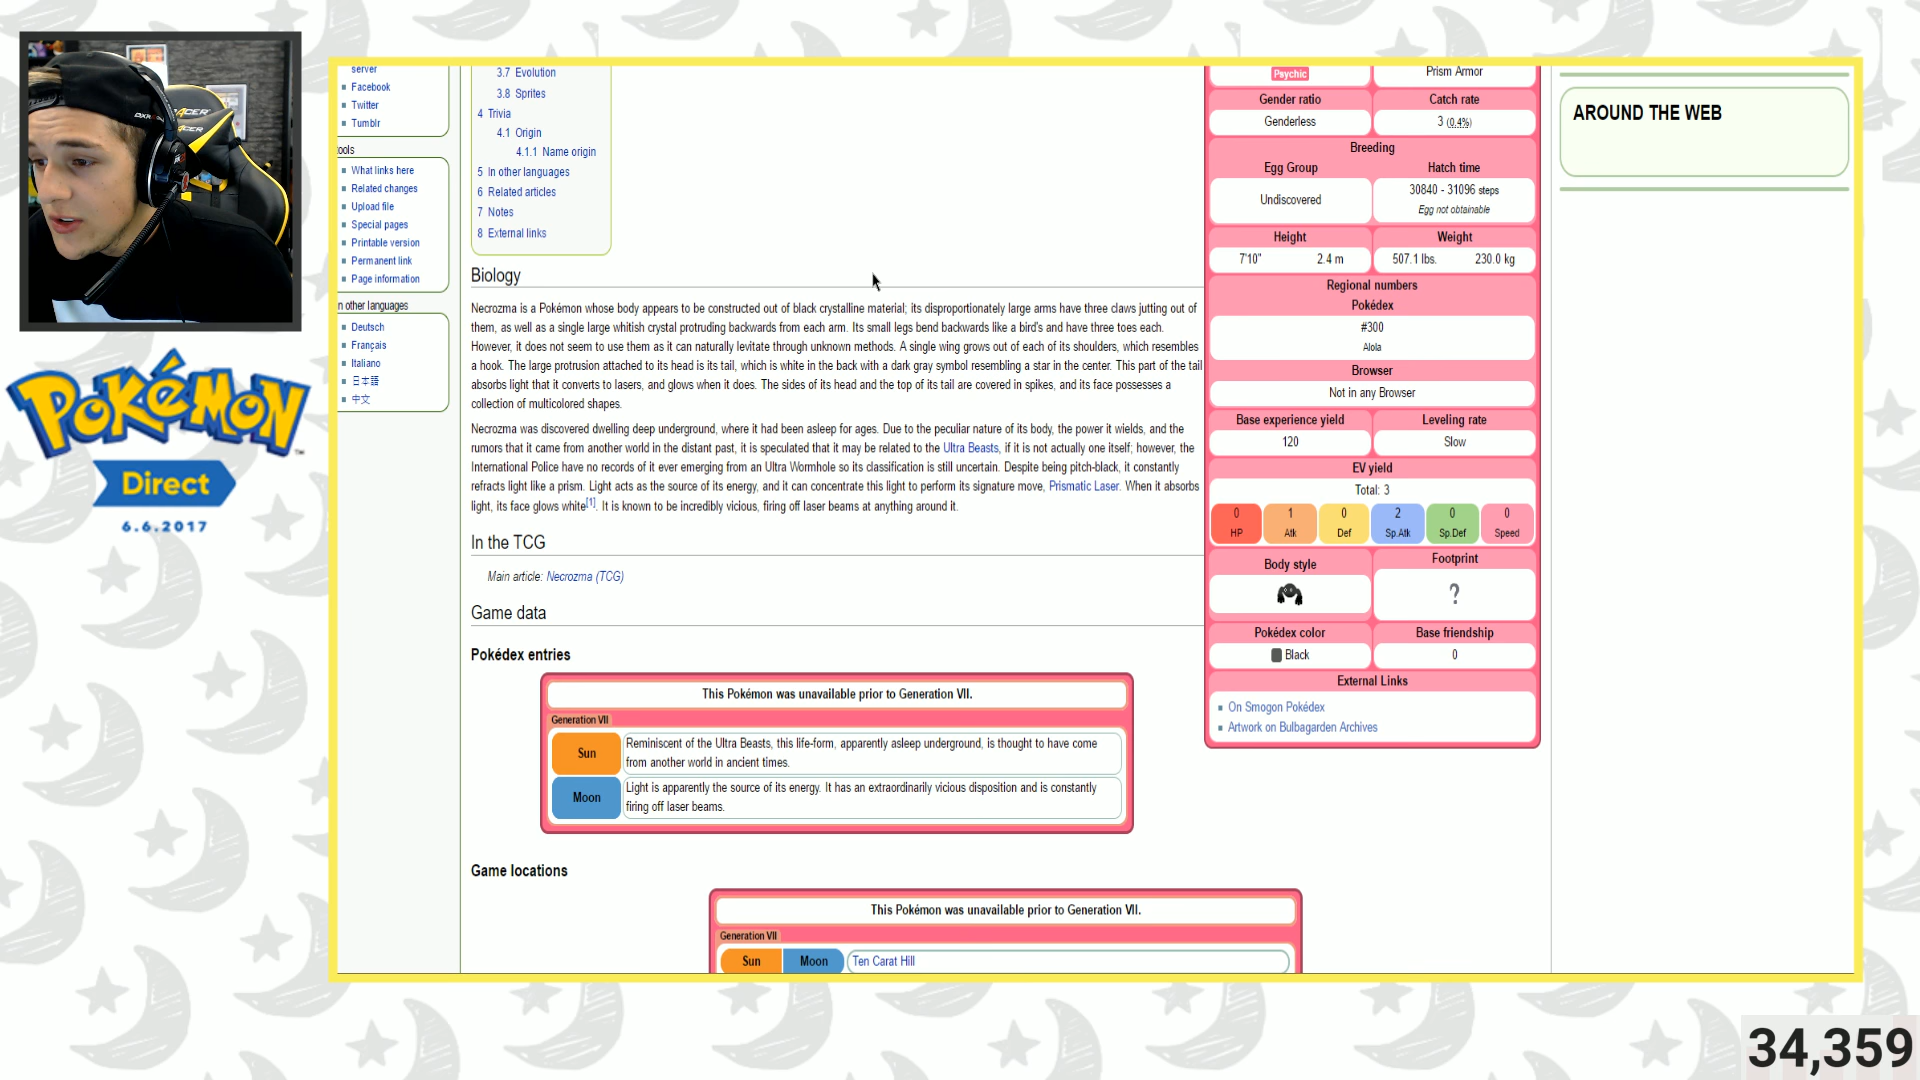 DXRACER
ACER
POKéMON
TM
Direct
6.6.2017
server
Facebook
Twitter
Tumblr
ools
What links here
Related changes
Upload file
Special pages
Printable version
Permanent link
Page information
n other languages
Deutsch
Français
Italiano
日本語
中文
3.7 Evolution
3.8 Sprites
4 Trivia
4.1 Origin
4.1.1 Name origin
5 In other languages
6 Related articles
7 Notes
8 External links
Biology
Necrozma is a Pokémon whose body appears to be constructed out of black crystalline material; its disproportionately large arms have three claws jutting out of
them, as well as a single large whitish crystal protruding backwards from each arm. Its small legs bend backwards like a bird's and have three toes each.
However, it does not seem to use them as it can naturally levitate through unknown methods. A single wing grows out of each of its shoulders, which resembles
a hook. The large protrusion attached to its head is its tail, which is white in the back with a dark gray symbol resembling a star in the center. This part of the tail
absorbs light that it converts to lasers, and glows when it does. The sides of its head and the top of its tail are covered in spikes, and its face possesses a
collection of multicolored shapes.
Necrozma was discovered dwelling deep underground, where it had been asleep for ages. Due to the peculiar nature of its body, the power it wields, and the
rumors that it came from another world in the distant past, it is speculated that it may be related to the Ultra Beasts, if it is not actually one itself; however, the
International Police have no records of it ever emerging from an Ultra Wormhole so its classification is still uncertain. Despite being pitch-black, it constantly
refracts light like a prism. Light acts as the source of its energy, and it can concentrate this light to perform its signature move, Prismatic Laser. When it absorbs
light, its face glows white[1]. It is known to be incredibly vicious, firing off laser beams at anything around it.
In the TCG
Main article: Necrozma (TCG)
Game data
Pokédex entries
This Pokémon was unavailable prior to Generation VII.
Generation VII
Sun
Reminiscent of the Ultra Beasts, this life-form, apparently asleep underground, is thought to have come
from another world in ancient times.
Moon
Light is apparently the source of its energy. It has an extraordinarily vicious disposition and is constantly
firing off laser beams.
Game locations
This Pokémon was unavailable prior to Generation VII.
Generation VII
Sun Moon Ten Carat Hill
Psychic Prism Armor
Gender ratio Catch rate
Genderless 3 (0.4%)
Breeding
Egg Group Hatch time
Undiscovered
30840 - 31096 steps
Egg not obtainable
Height Weight
7'10" 2.4 m 507.1 lbs. 230.0 kg
Regional numbers
Pokédex
#300
Alola
Browser
Not in any Browser
Base experience yield Leveling rate
120 Slow
EV yield
Total: 3
0 1 0 2 0 0
HP Atk Def Sp.Atk Sp.Def Speed
Body style Footprint
?
Pokédex color Base friendship
Black 0
External Links
On Smogon Pokédex
Artwork on Bulbagarden Archives
AROUND THE WEB
34,359